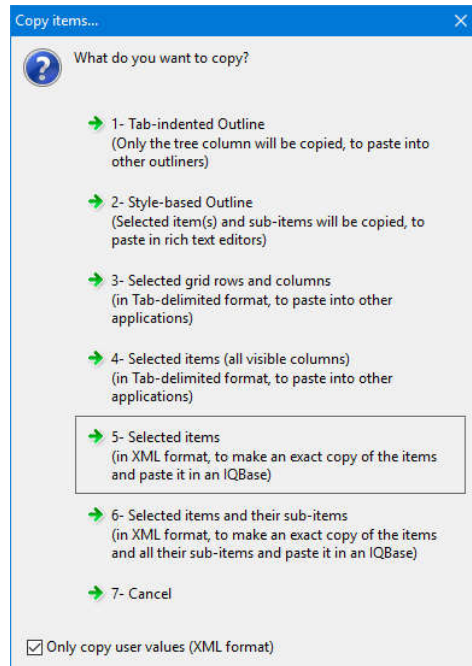 Copy items...
What do you want to copy?
1- Tab-indented Outline
(Only the tree column will be copied, to paste into
other outliners)
2- Style-based Outline
(Selected item(s) and sub-items will be copied, to
paste in rich text editors)
3- Selected grid rows and columns
(in Tab-delimited format, to paste into other
applications)
4- Selected items (all visible columns)
(in Tab-delimited format, to paste into other
applications)
5- Selected items
(in XML format, to make an exact copy of the items
and paste it in an IQBase)
6- Selected items and their sub-items
(in XML format, to make an exact copy of the items
and all their sub-items and paste it in an IQBase)
7- Cancel
Only copy user values (XML format)